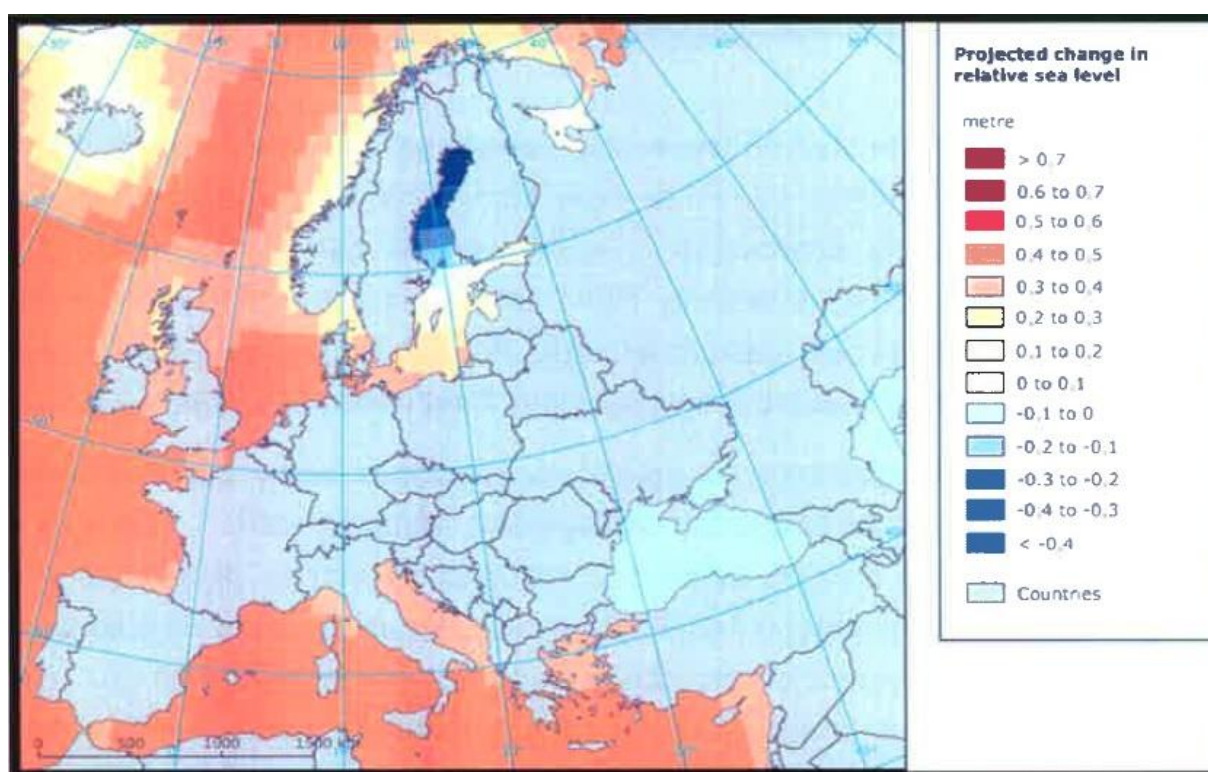 Projected change in
relative sea level
metre
> 0.7
0.6 to 0.7
0.5 to 0.6
0.4 to 0.5
0.3 to 0.4
0.2 to 0.3
0.1 to 0.2
0 to 0.1
-0.1 to 0
-0.2 to -0.1
-0.3 to -0.2
-0.4 to -0.3
< -0.4
Countries
0 500 1000 1500